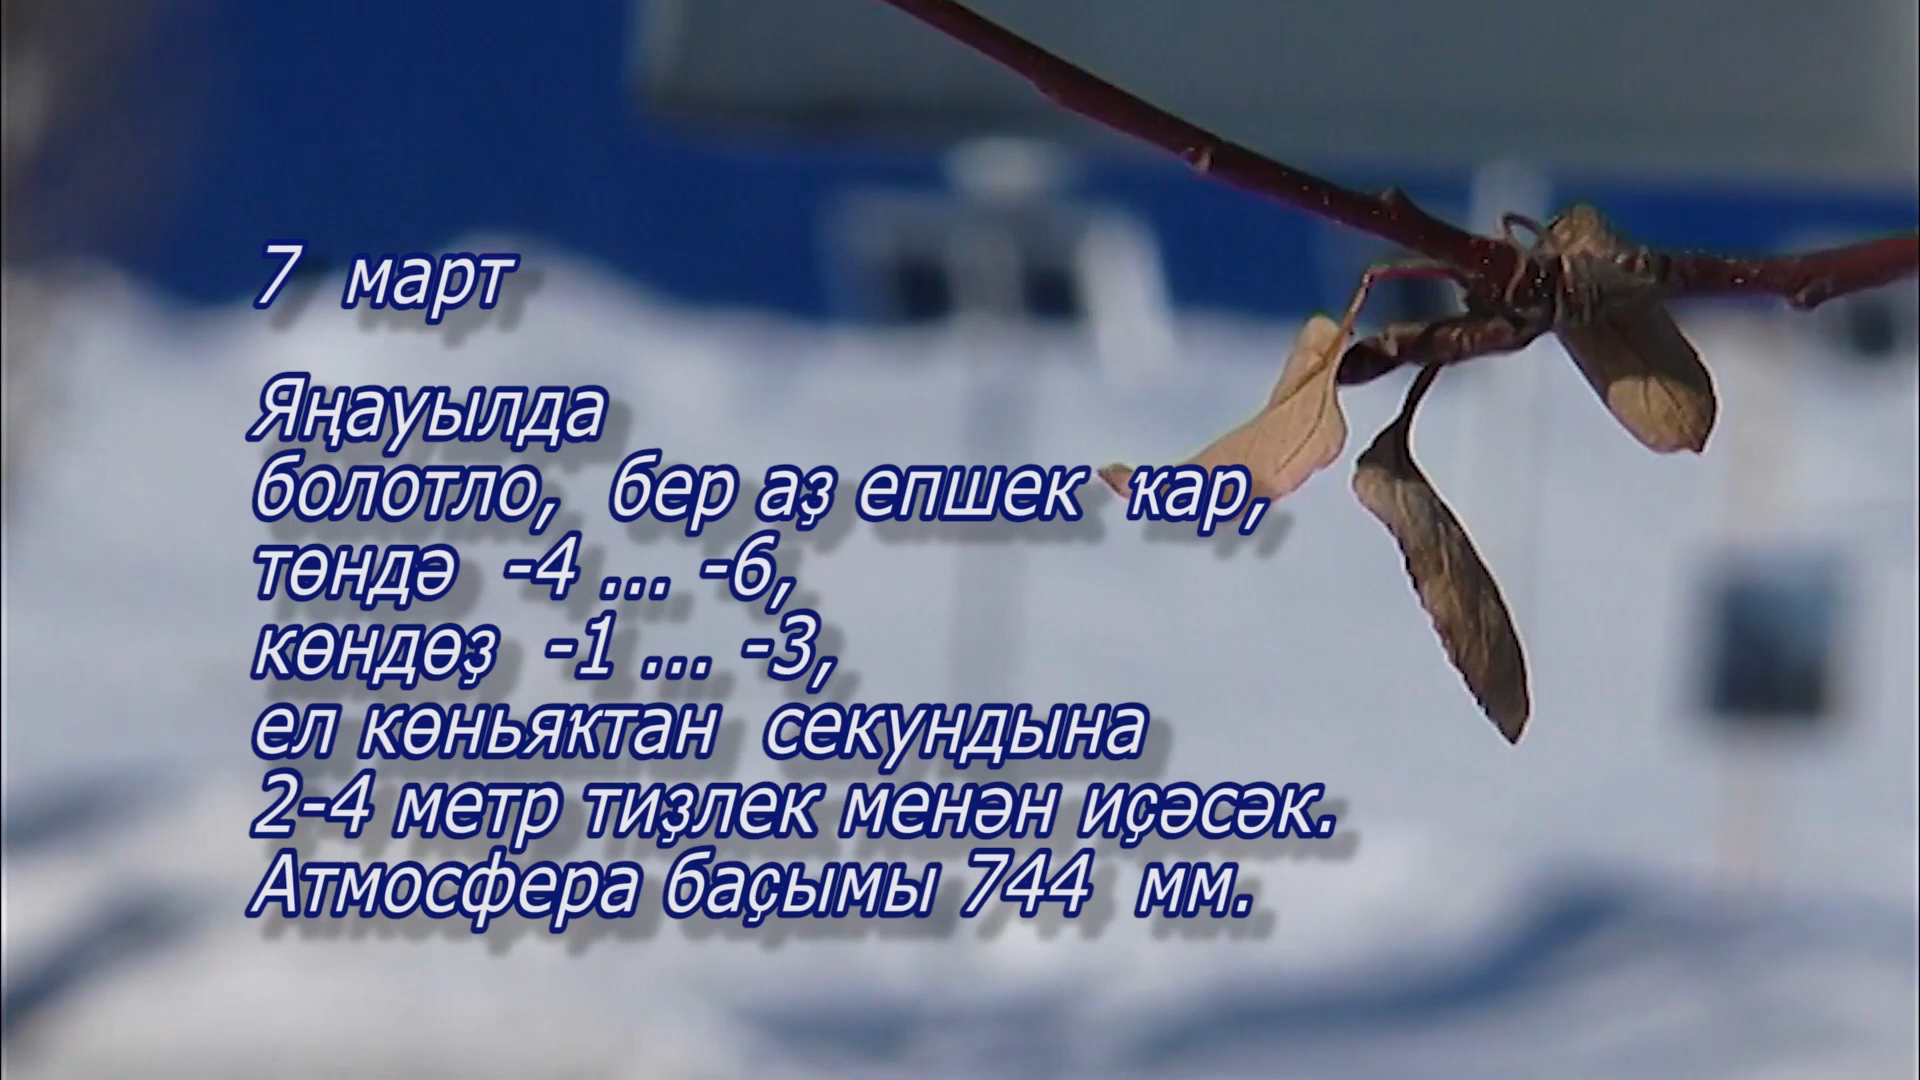 7 март
Яңауылда
болотло, бер аҙ епшек ҡар,
төндә -4 ... -6,
көндөҙ -1 ... -3,
ел көньяҡтан секундына
2-4 метр тиҙлек менән иҫәсәк.
Атмосфера баҫымы 744 мм.